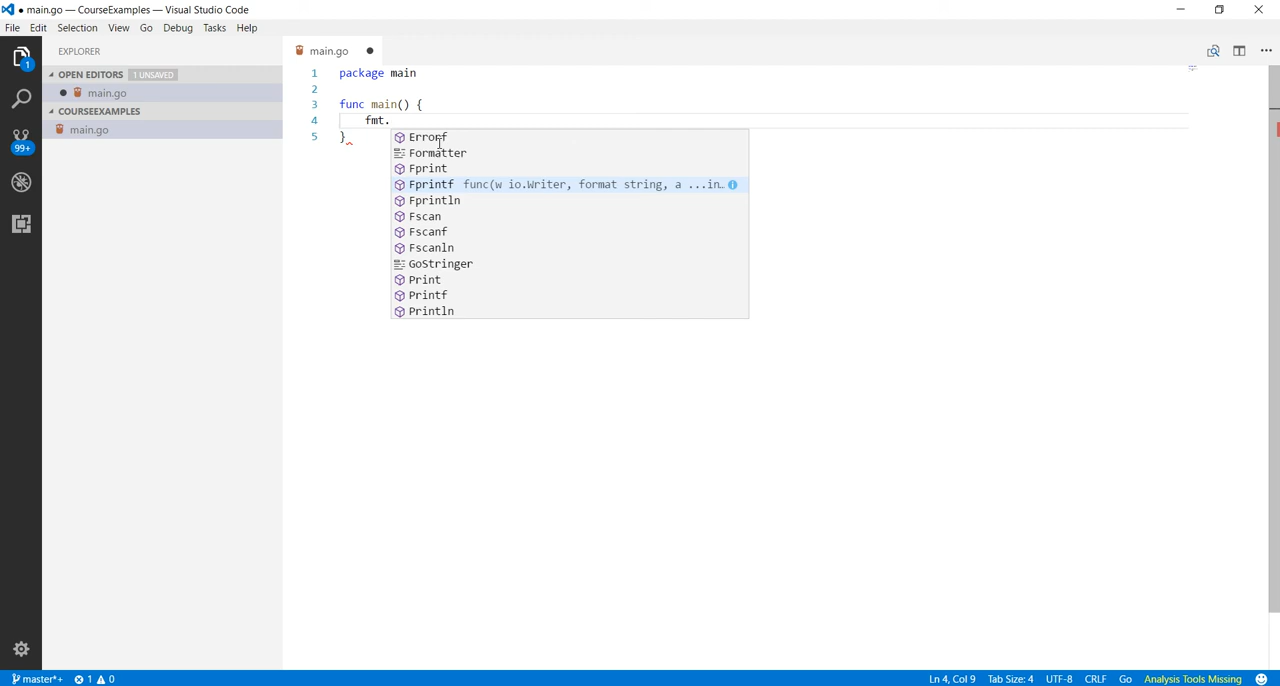 ● main.go — CourseExamples — Visual Studio Code
File Edit Selection View Go Debug Tasks Help
EXPLORER
OPEN EDITORS 1 UNSAVED
● main.go
COURSEEXAMPLES
main.go
1
99+
main.go ●
1 package main
2
3 func main() {
4 fmt.
5 }
Errorf
Formatter
Fprint
Fprintf func(w io.Writer, format string, a ...in…
Fprintln
Fscan
Fscanf
Fscanln
GoStringer
Print
Printf
Println
master*+ 1 0 Ln 4, Col 9 Tab Size: 4 UTF-8 CRLF Go Analysis Tools Missing